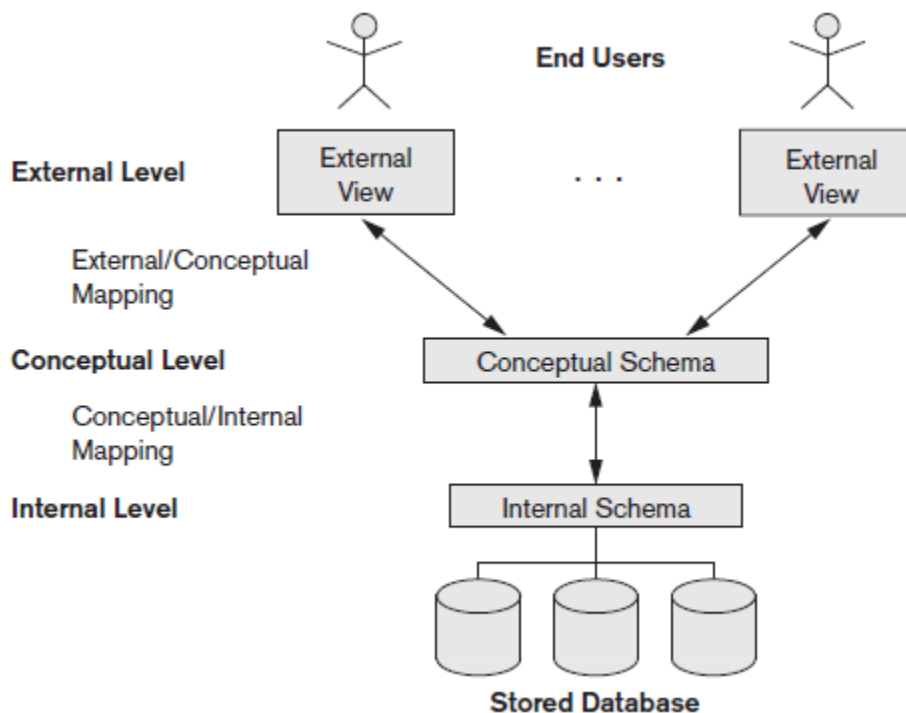 End Users
External Level
External
View
. . .
External
View
External/Conceptual
Mapping
Conceptual Level
Conceptual Schema
Conceptual/Internal
Mapping
Internal Level
Internal Schema
Stored Database